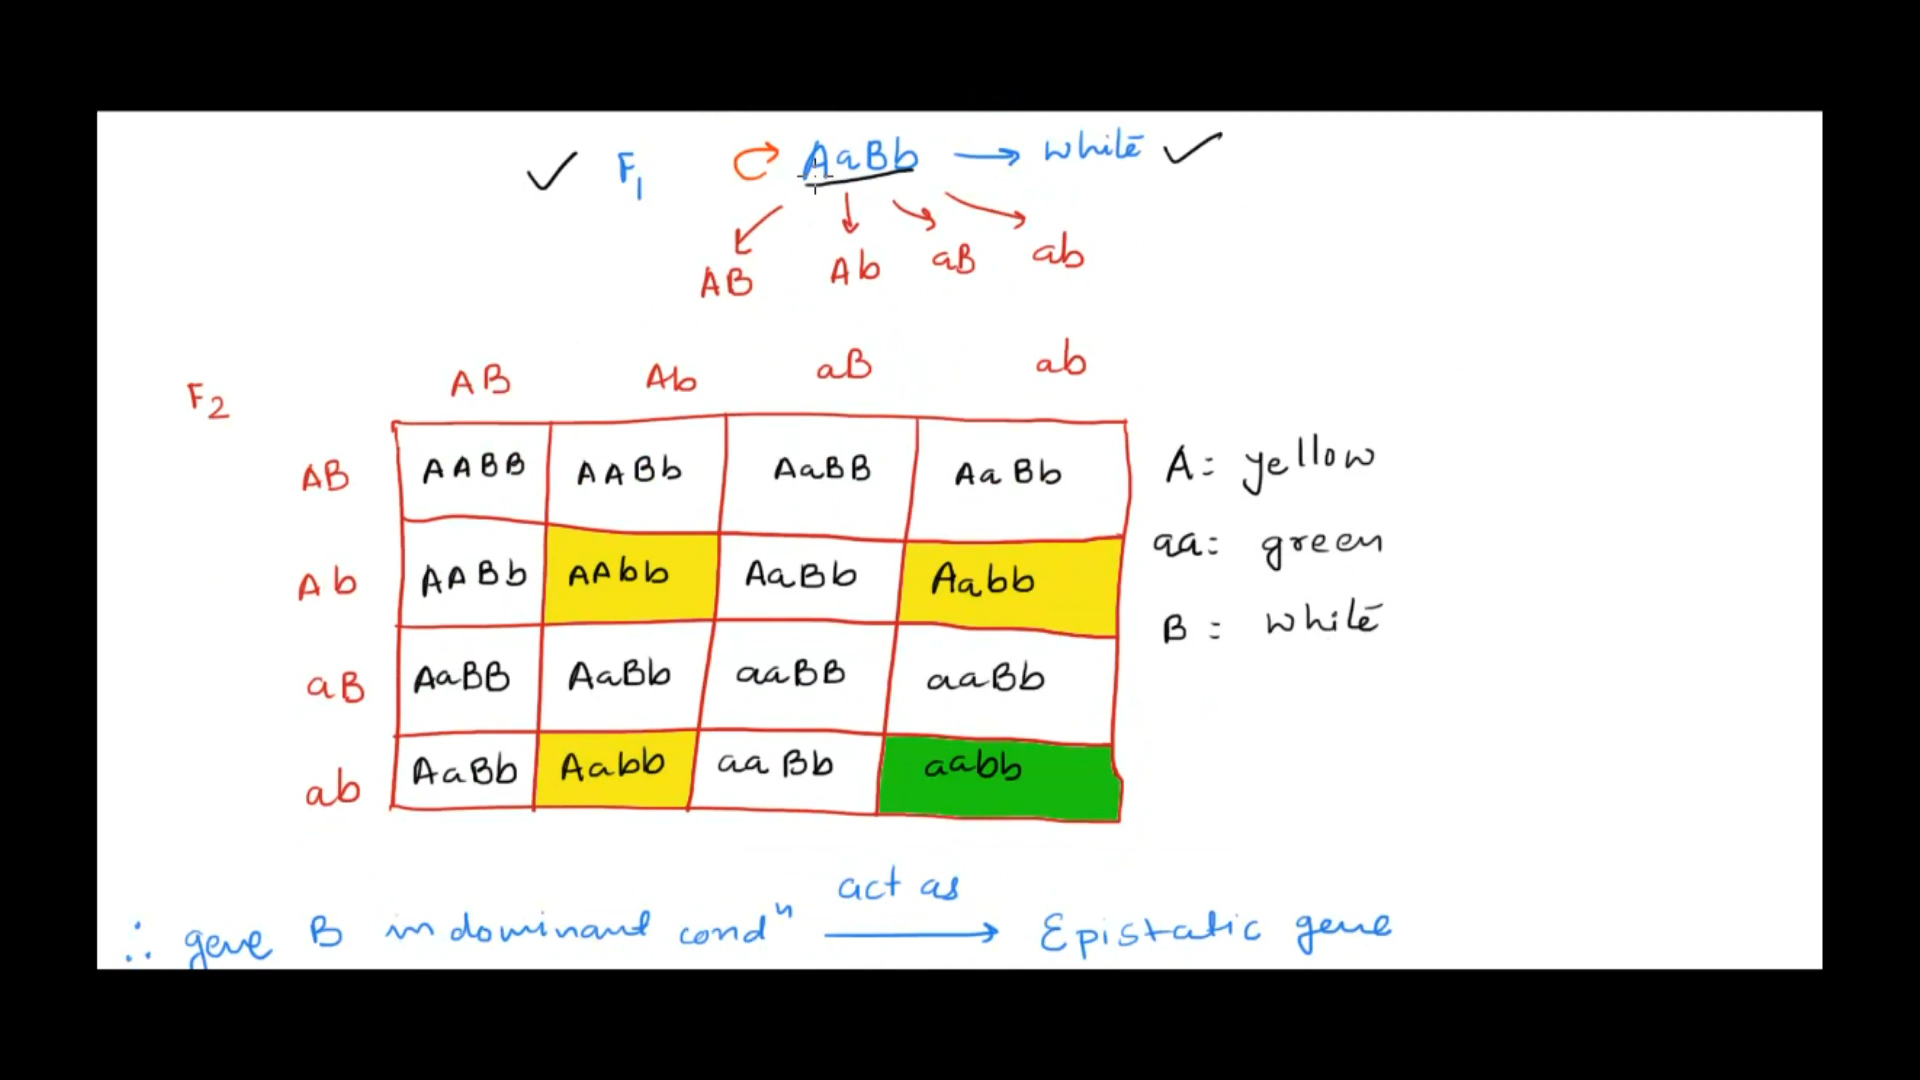 F1 AaBb → white
AB Ab aB ab
F2 AB Ab aB ab
AB AABB AABb AaBB AaBb A = yellow
Ab AABb AAbb AaBb Aabb aa = green
aB AaBB AaBb aaBB aaBb B = white
ab AaBb Aabb aaBb aabb
∴ gene B in dominant condⁿ act as → Epistatic gene